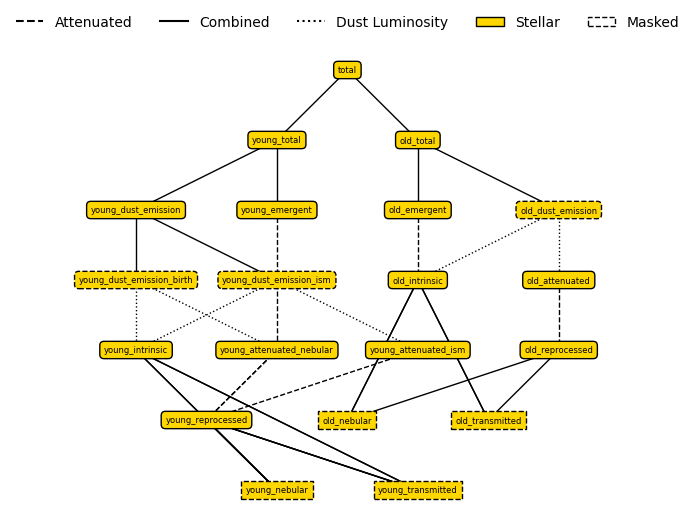 Attenuated Combined Dust Luminosity Stellar Masked
total
young_total old_total
young_dust_emission young_emergent old_emergent old_dust_emission
young_dust_emission_birth young_dust_emission_ism old_intrinsic old_attenuated
young_intrinsic young_attenuated_nebular young_attenuated_ism old_reprocessed
young_reprocessed old_nebular old_transmitted
young_nebular young_transmitted